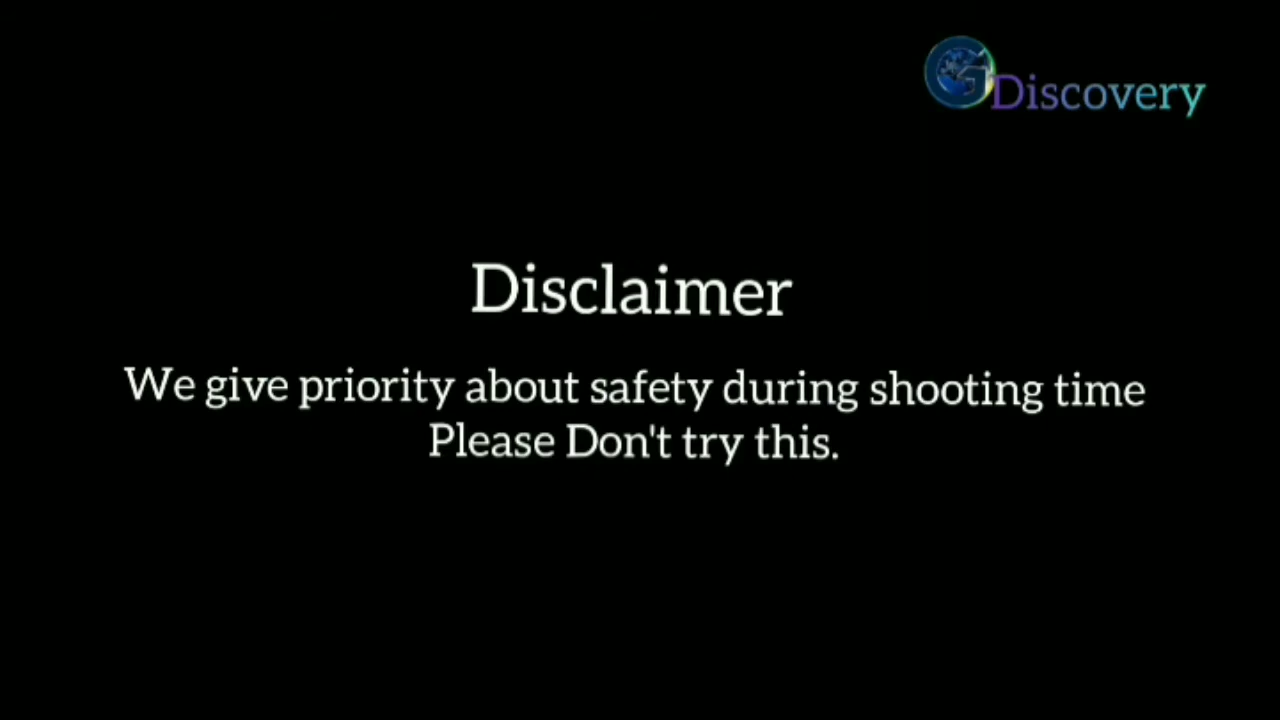 G Discovery
Disclaimer
We give priority about safety during shooting time
Please Don't try this.